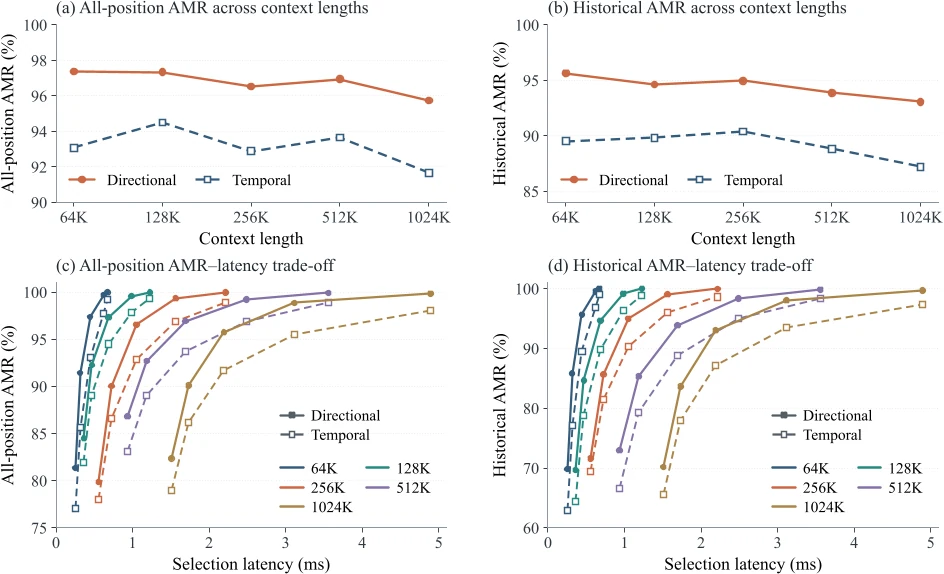 (a) All-position AMR across context lengths
All-position AMR (%)
100
98
96
94
92
90
Directional
Temporal
64K
128K
256K
512K
1024K
Context length
(b) Historical AMR across context lengths
Historical AMR (%)
100
95
90
85
Directional
Temporal
64K
128K
256K
512K
1024K
Context length
(c) All-position AMR–latency trade-off
All-position AMR (%)
100
95
90
85
80
75
Directional
Temporal
64K
128K
256K
512K
1024K
0
1
2
3
4
5
Selection latency (ms)
(d) Historical AMR–latency trade-off
Historical AMR (%)
100
90
80
70
60
Directional
Temporal
64K
128K
256K
512K
1024K
0
1
2
3
4
5
Selection latency (ms)